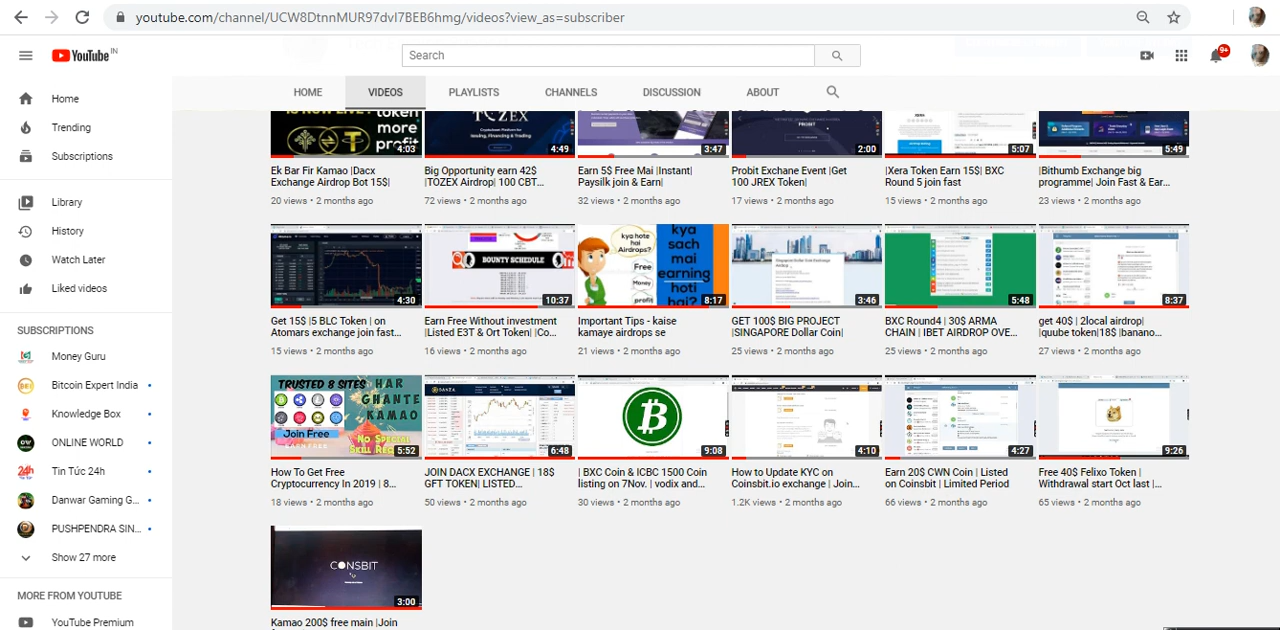 youtube.com/channel/UCW8DtnnMUR97dvI7BEB6hmg/videos?view_as=subscriber
YouTube IN
Search
9+
HOME
VIDEOS
PLAYLISTS
CHANNELS
DISCUSSION
ABOUT
Home
Trending
Subscriptions
Library
History
Watch Later
Liked videos
SUBSCRIPTIONS
Money Guru
Bitcoin Expert India
Knowledge Box
ONLINE WORLD
Tin Tức 24h
Danwar Gaming G...
PUSHPENDRA SIN...
Show 27 more
MORE FROM YOUTUBE
YouTube Premium
token
more
profit
4:03
Ek Bar Fir Kamao |Dacx
Exchange Airdrop Bot 15$|
20 views • 2 months ago
TOZEX
4:49
Big Opportunity earn 42$
|TOZEX Airdrop| 100 CBT...
72 views • 2 months ago
3:47
Earn 5$ Free Mai |Instant|
Paysilk join & Earn|
32 views • 2 months ago
PROBIT
2:00
Probit Exchane Event |Get
100 JREX Token|
17 views • 2 months ago
5:07
|Xera Token Earn 15$| BXC
Round 5 join fast
15 views • 2 months ago
5:49
|Bithumb Exchange big
programme| Join Fast & Ear...
23 views • 2 months ago
4:30
Get 15$ |5 BLC Token | on
Atomars exchange join fast...
15 views • 2 months ago
BOUNTY SCHEDULE
10:37
Earn Free Without investment
|Listed E3T & Ort Token| |Co...
16 views • 2 months ago
kya hote
hai
Airdrops?
Free
Money
profit
kya
sach
mai
earning
hoti
hai?
8:17
Important Tips - kaise
kamaye airdrops se
21 views • 2 months ago
3:46
GET 100$ BIG PROJECT
|SINGAPORE Dollar Coin|
25 views • 2 months ago
5:48
BXC Round4 | 30$ ARMA
CHAIN | IBET AIRDROP OVE...
25 views • 2 months ago
8:37
get 40$ | 2local airdrop|
|quube token|18$ |banano...
27 views • 2 months ago
TRUSTED 8 SITES
HAR
GHANTE
KAMAO
Join Free
No Special
5:52
How To Get Free
Cryptocurrency In 2019 | 8...
18 views • 2 months ago
6:48
JOIN DACX EXCHANGE | 18$
GFT TOKEN| LISTED...
50 views • 2 months ago
9:08
| BXC Coin & ICBC 1500 Coin
listing on 7Nov. | vodix and...
30 views • 2 months ago
4:10
How to Update KYC on
Coinsbit.io exchange | Join...
1.2K views • 2 months ago
4:27
Earn 20$ CWN Coin | Listed
on Coinsbit | Limited Period
66 views • 2 months ago
9:26
Free 40$ Felixo Token |
Withdrawal start Oct last |...
65 views • 2 months ago
3:00
Kamao 200$ free main |Join